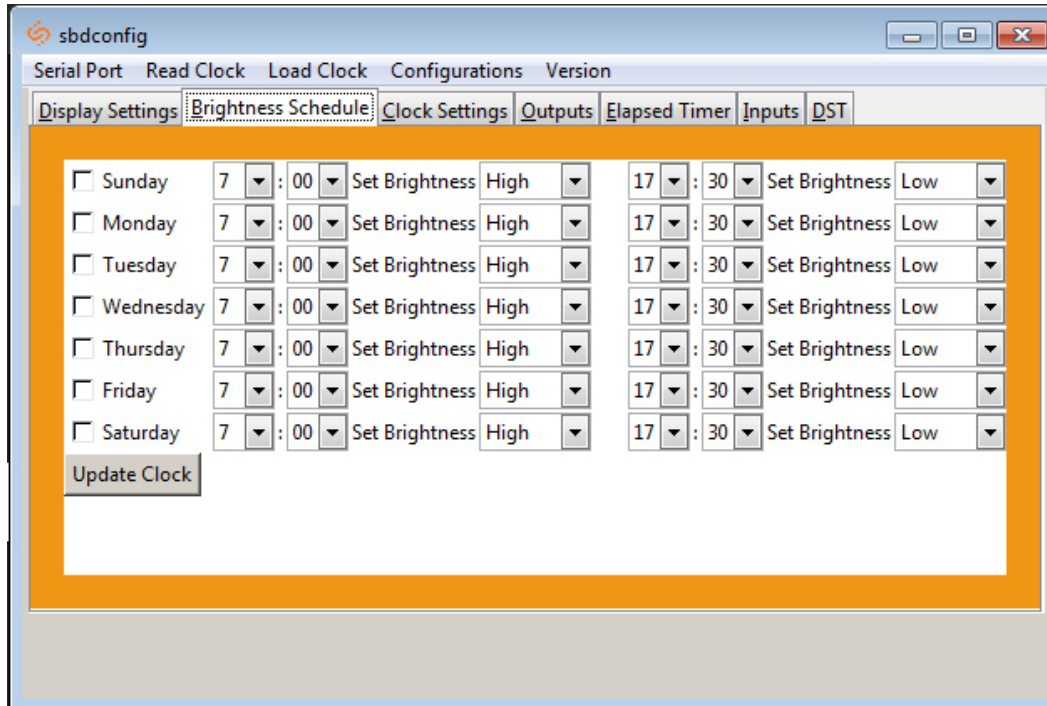 sbdconfig
Serial Port Read Clock Load Clock Configurations Version
Display Settings Brightness Schedule Clock Settings Outputs Elapsed Timer Inputs DST
Sunday 7 : 00 Set Brightness High 17 : 30 Set Brightness Low
Monday 7 : 00 Set Brightness High 17 : 30 Set Brightness Low
Tuesday 7 : 00 Set Brightness High 17 : 30 Set Brightness Low
Wednesday 7 : 00 Set Brightness High 17 : 30 Set Brightness Low
Thursday 7 : 00 Set Brightness High 17 : 30 Set Brightness Low
Friday 7 : 00 Set Brightness High 17 : 30 Set Brightness Low
Saturday 7 : 00 Set Brightness High 17 : 30 Set Brightness Low
Update Clock